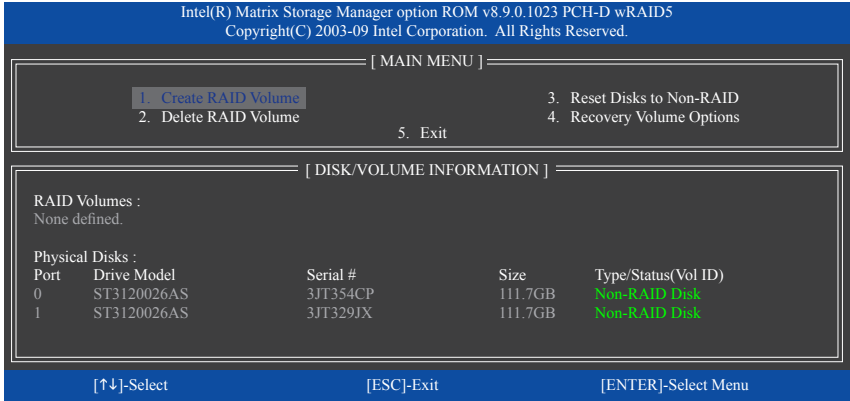 Intel(R) Matrix Storage Manager option ROM v8.9.0.1023 PCH-D wRAID5
Copyright(C) 2003-09 Intel Corporation. All Rights Reserved.
[ MAIN MENU ]
1. Create RAID Volume 3. Reset Disks to Non-RAID
2. Delete RAID Volume 4. Recovery Volume Options
5. Exit
[ DISK/VOLUME INFORMATION ]
RAID Volumes :
None defined.
Physical Disks :
Port Drive Model Serial # Size Type/Status(Vol ID)
0 ST3120026AS 3JT354CP 111.7GB Non-RAID Disk
1 ST3120026AS 3JT329JX 111.7GB Non-RAID Disk
[↑↓]-Select [ESC]-Exit [ENTER]-Select Menu